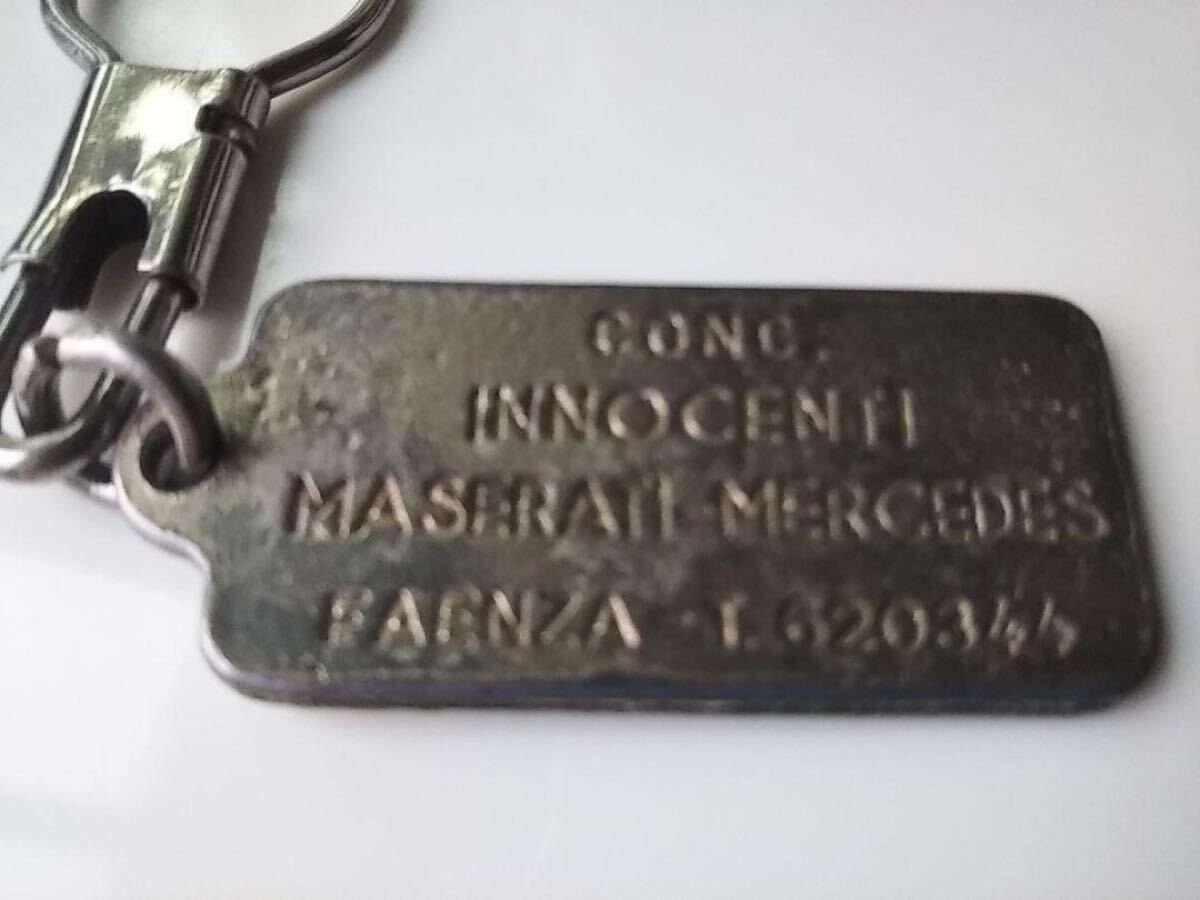 CONC.
INNOCENTI
MASERATI-MERCEDES
FAENZA - T. 620344